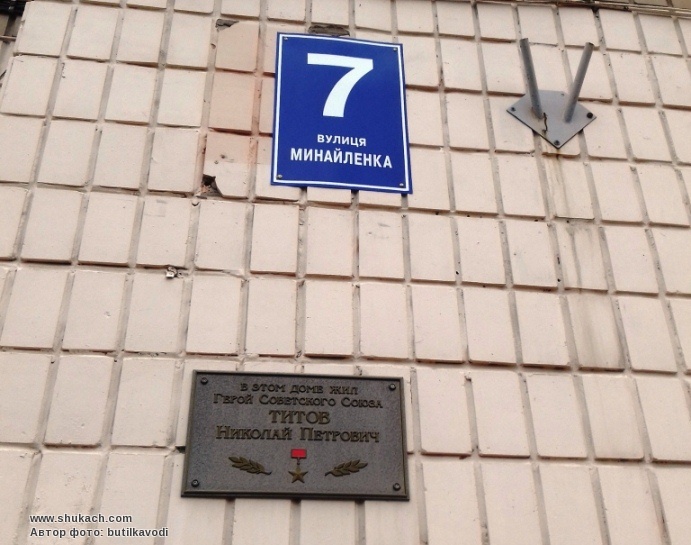 7
ВУЛИЦЯ
МИНАЙЛЕНКА
В ЭТОМ ДОМЕ ЖИЛ
ГЕРОЙ СОВЕТСКОГО СОЮЗА
ТИТОВ
НИКОЛАЙ ПЕТРОВИЧ
www.shukach.com
Автор фото: butilkavodi